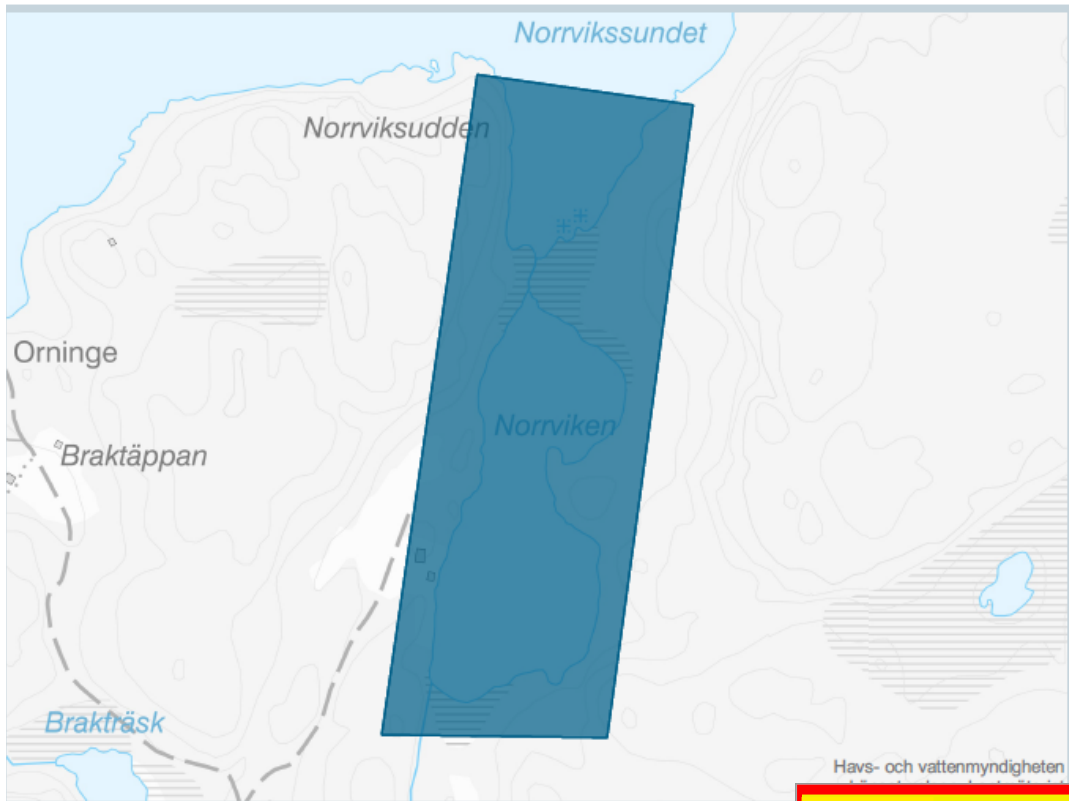 Norrvikssundet
Norrviksudden
Orninge
Norrviken
Braktäppan
Brakträsk
Havs- och vattenmyndigheten